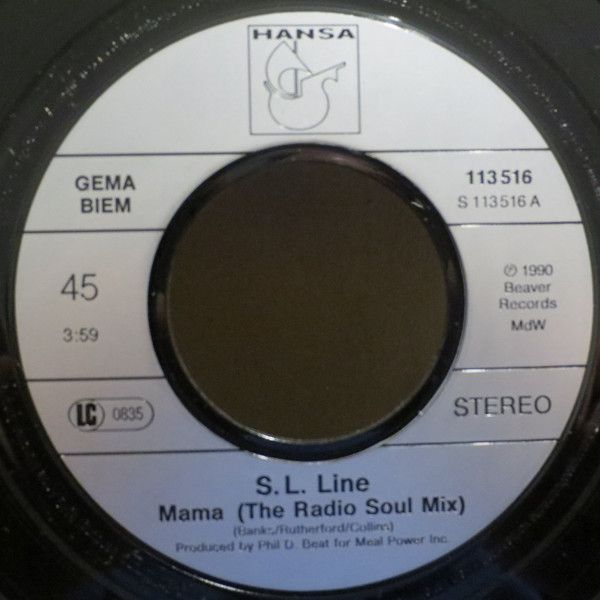 HANSA
GEMA
BIEM
113 516
S 113516 A
45
3:59
℗ 1990
Beaver
Records
MdW
LC 0835
STEREO
S.L. Line
Mama (The Radio Soul Mix)
(Banks/Rutherford/Collins)
Produced by Phil D. Beat for Meal Power Inc.